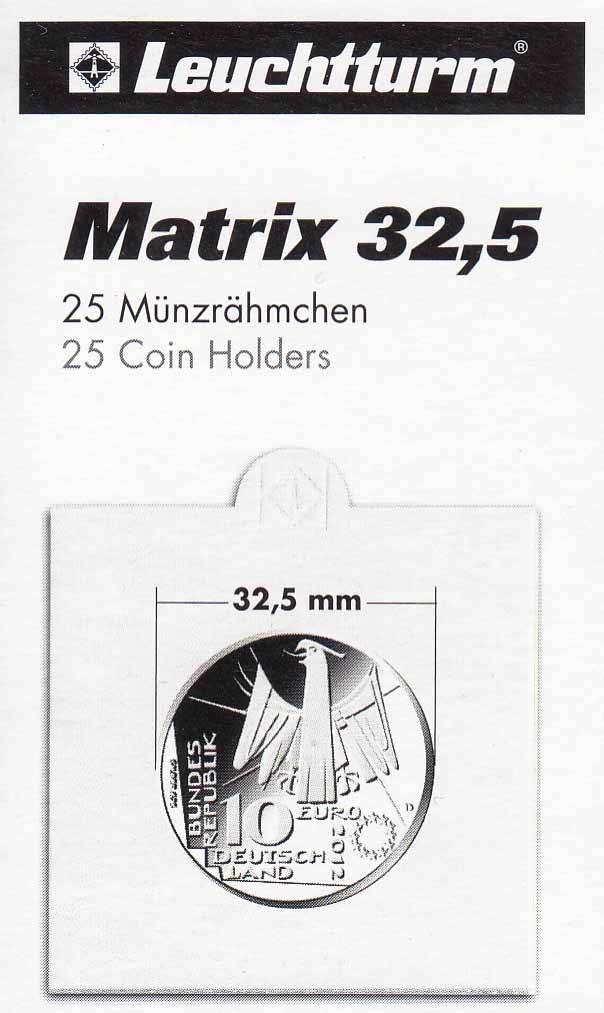 Leuchtturm®
Matrix 32,5
25 Münzrähmchen
25 Coin Holders
32,5 mm
BUNDES
REPUBLIK
10
EURO
2012
DEUTSCH
LAND
D